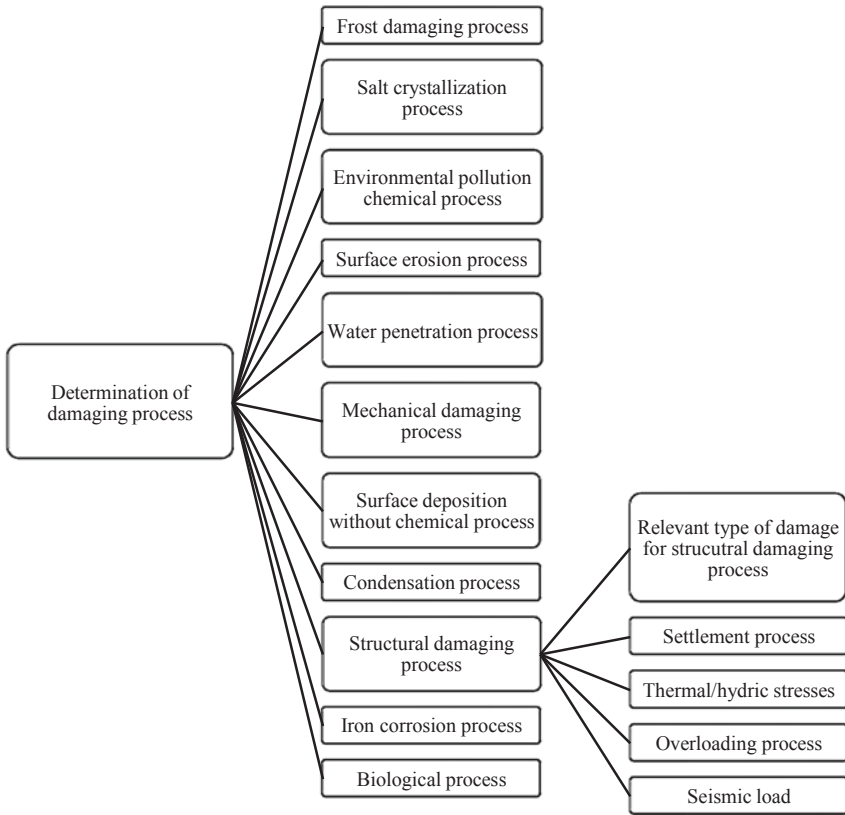 Frost damaging process
Salt crystallization
process
Environmental pollution
chemical process
Surface erosion process
Water penetration process
Determination of
damaging process
Mechanical damaging
process
Surface deposition
without chemical process
Condensation process
Structural damaging
process
Iron corrosion process
Biological process
Relevant type of damage
for strucutral damaging
process
Settlement process
Thermal/hydric stresses
Overloading process
Seismic load